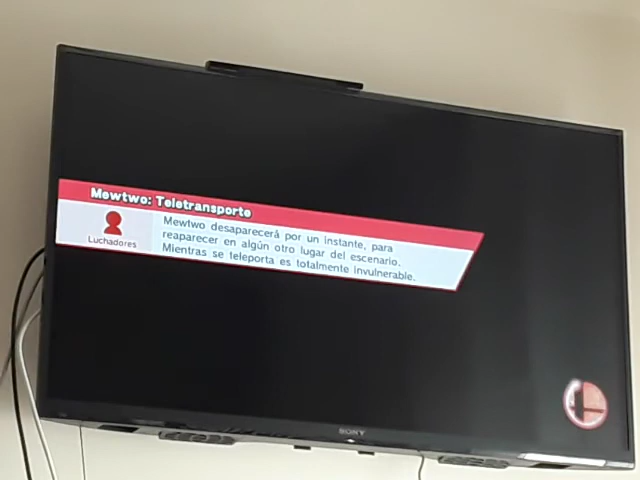 Mewtwo: Teletransporte
Luchadores
Mewtwo desaparecerá por un instante, para
reaparecer en algún otro lugar del escenario.
Mientras se teleporta es totalmente invulnerable.
SONY